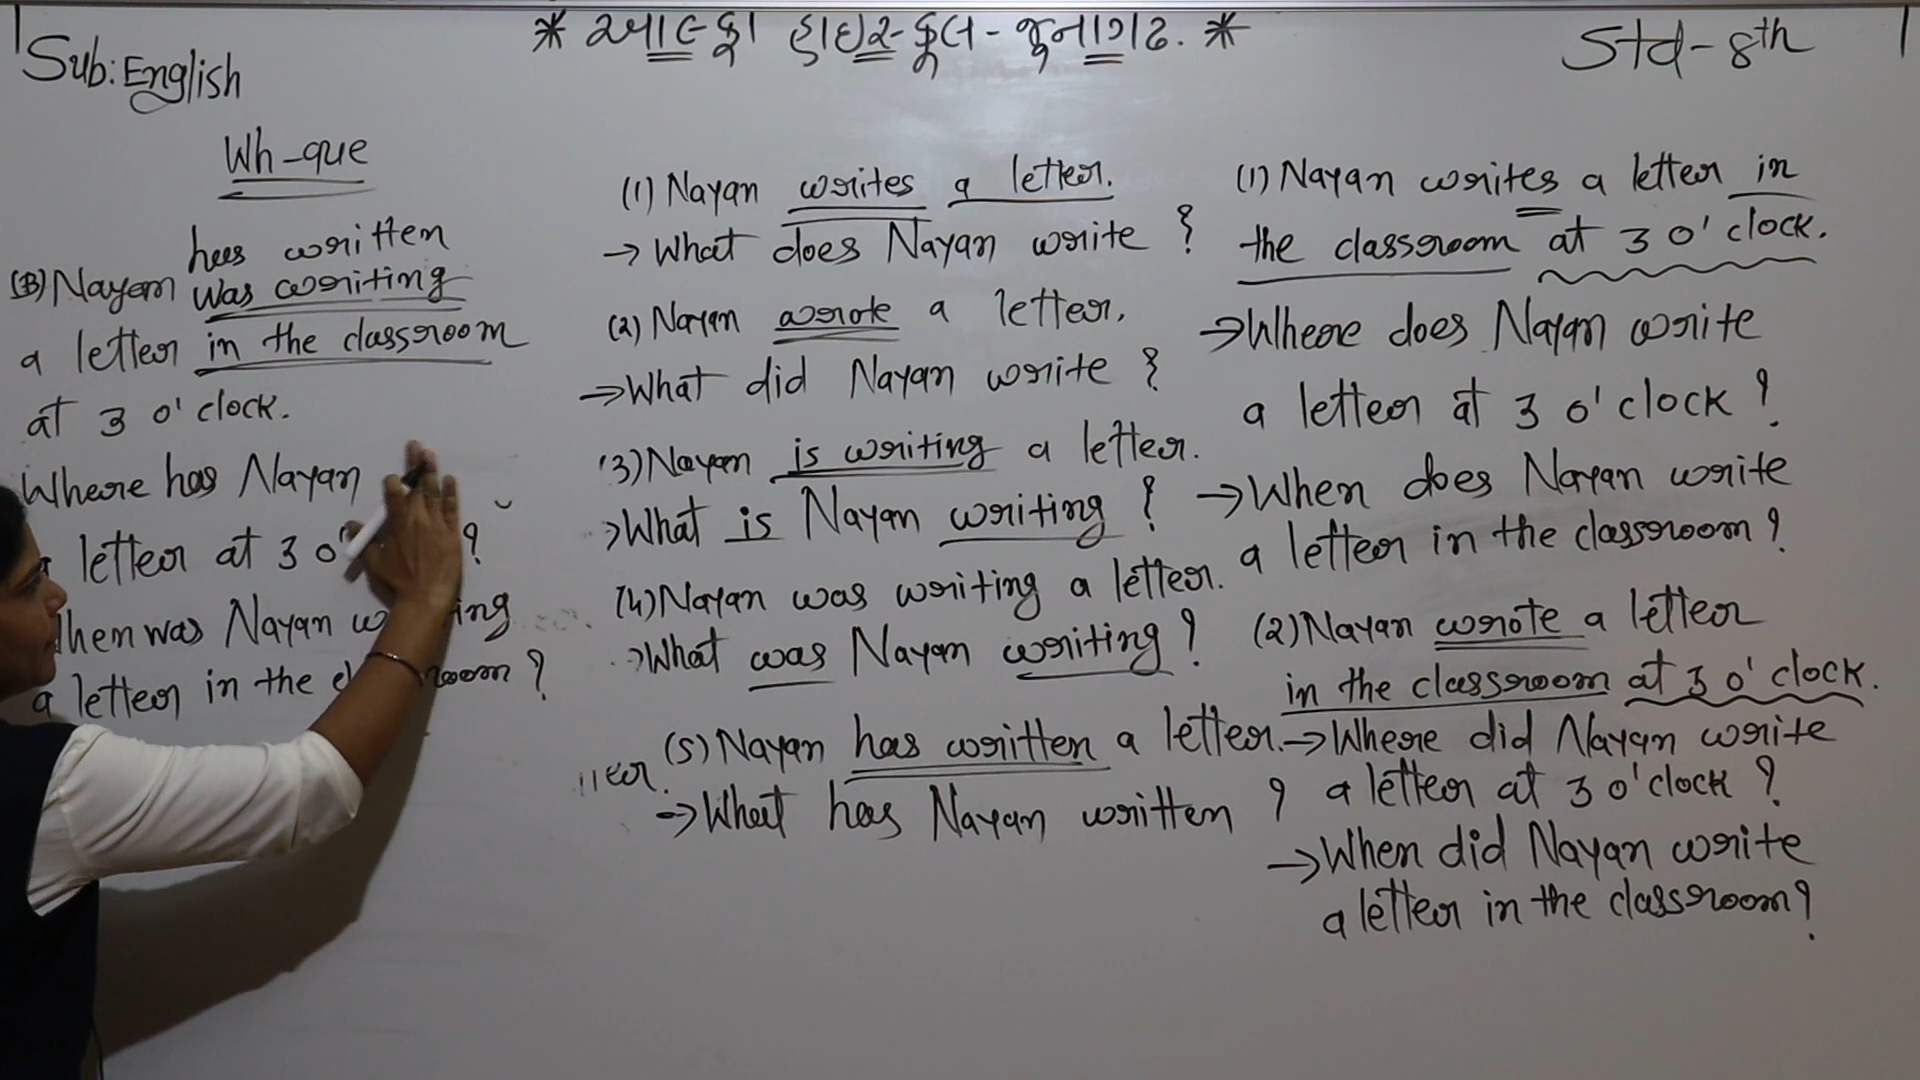 * આલ્ફા હાઇસ્કૂલ - જૂનાગઢ. *
Sub: English
Std - 8th
Wh-que
has written
(3) Nayan was writing
a letter in the classroom
at 3 o'clock.
Where has Nayan
letter at 3 o' ?
When was Nayan
a letter in the classroom ?
(1) Nayan writes a letter.
→ What does Nayan write ?
(2) Nayan wrote a letter.
→ What did Nayan write ?
(3) Nayan is writing a letter.
→ What is Nayan writing ?
(4) Nayan was writing a letter.
→ What was Nayan writing ?
(5) Nayan has written a letter.
→ What has Nayan written ?
(1) Nayan writes a letter in
the classroom at 3 o'clock.
→ Where does Nayan write
a letter at 3 o'clock ?
→ When does Nayan write
a letter in the classroom ?
(2) Nayan wrote a letter
in the classroom at 3 o'clock.
→ Where did Nayan write
a letter at 3 o'clock ?
→ When did Nayan write
a letter in the classroom ?